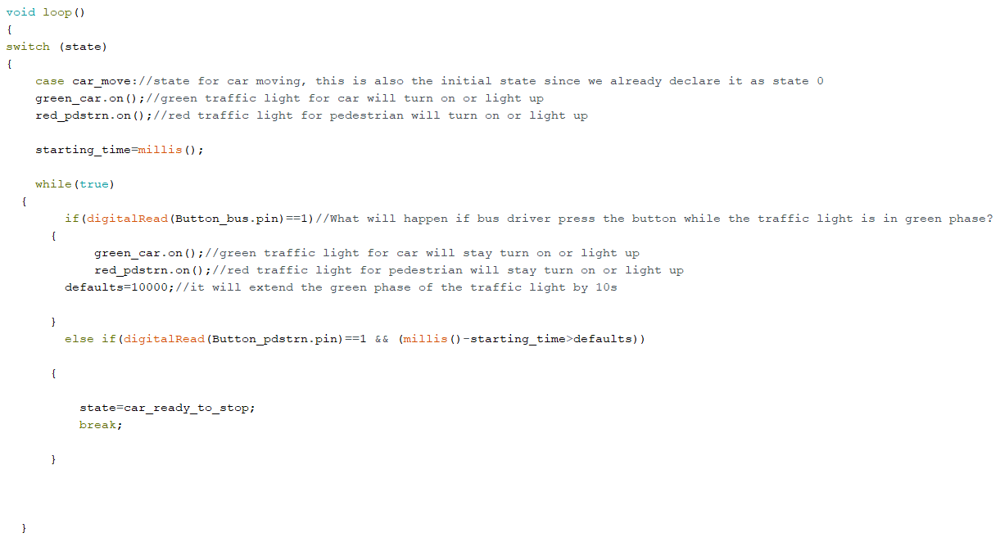 void loop()
{
switch (state)
{
case car_move://state for car moving, this is also the initial state since we already declare it as state 0
green_car.on();//green traffic light for car will turn on or light up
red_pdstrn.on();//red traffic light for pedestrian will turn on or light up
starting_time=millis();
while(true)
{
if(digitalRead(Button_bus.pin)==1)//What will happen if bus driver press the button while the traffic light is in green phase?
{
green_car.on();//green traffic light for car will stay turn on or light up
red_pdstrn.on();//red traffic light for pedestrian will stay turn on or light up
defaults=10000;//it will extend the green phase of the traffic light by 10s
}
else if(digitalRead(Button_pdstrn.pin)==1 && (millis()-starting_time>defaults))
{
state=car_ready_to_stop;
break;
}
}